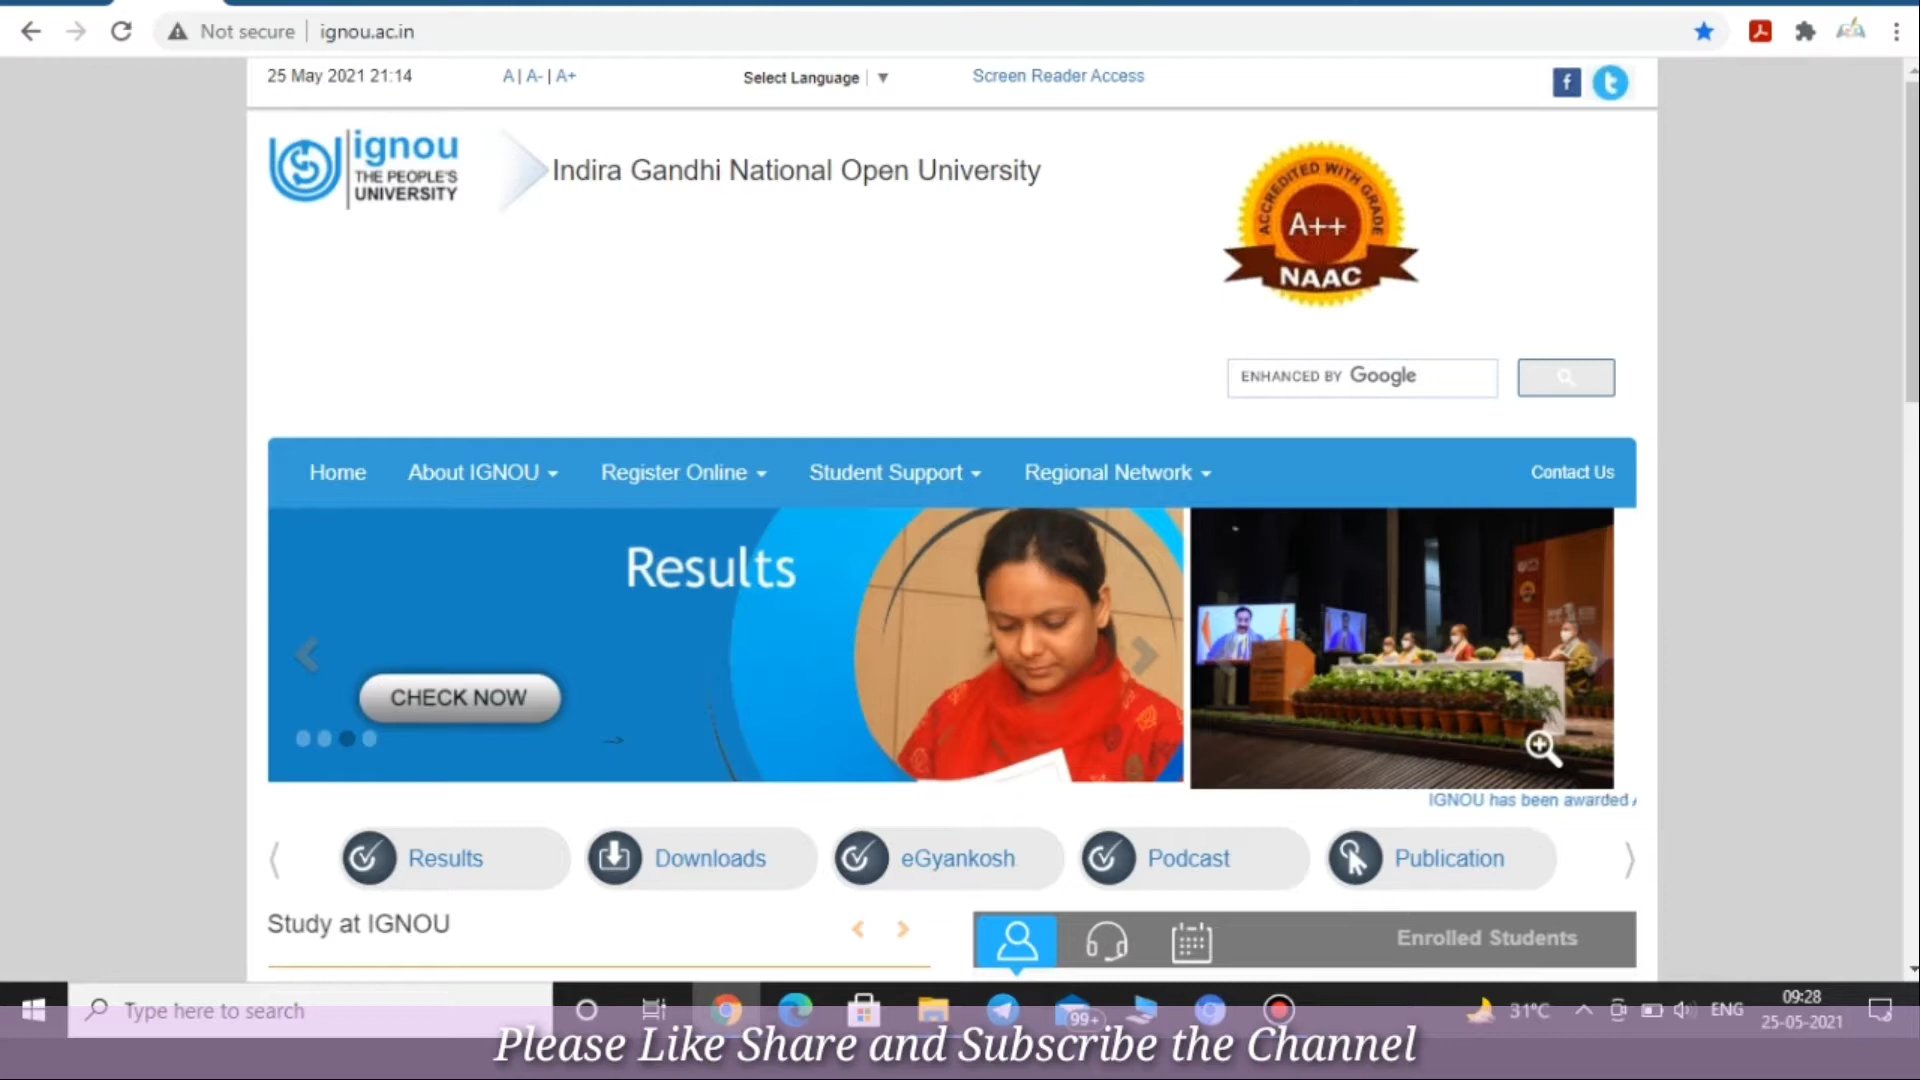 Not secure ignou.ac.in
25 May 2021 21:14 A | A- | A+ Select Language ▼ Screen Reader Access
ignou
THE PEOPLE'S
UNIVERSITY
Indira Gandhi National Open University
ACCREDITED WITH GRADE
A++
NAAC
ENHANCED BY Google
Home About IGNOU Register Online Student Support Regional Network Contact Us
Results
CHECK NOW
-->
IGNOU has been awarded
Results Downloads eGyankosh Podcast Publication
Study at IGNOU
Enrolled Students
Type here to search
99+
31°C ENG
09:28
25-05-2021
Please Like Share and Subscribe the Channel